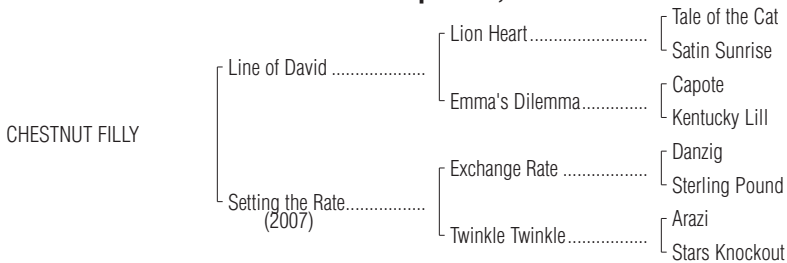 Tale of the Cat
Lion Heart..............................
Satin Sunrise
Line of David ....................
Capote
Emma's Dilemma..............
Kentucky Lill
CHESTNUT FILLY
Danzig
Exchange Rate ..................
Sterling Pound
Setting the Rate.................
(2007)
Arazi
Twinkle Twinkle.................
Stars Knockout